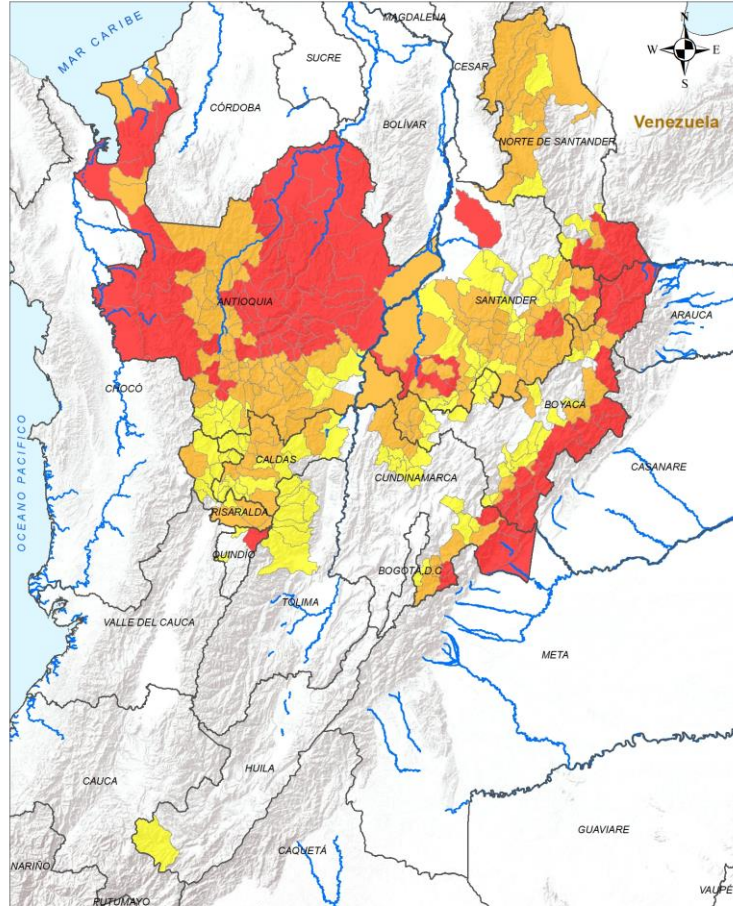 MAGDALENA
N
MAR CARIBE
W
E
S
SUCRE
CESAR
CÓRDOBA
BOLÍVAR
Venezuela
NORTE DE SANTANDER
ANTIOQUIA
SANTANDER
ARAUCA
CHOCÓ
BOYACÁ
OCEANO PACIFICO
CALDAS
CUNDINAMARCA
CASANARE
RISARALDA
QUINDÍO
BOGOTÁ,D.C
TOLIMA
VALLE DEL CAUCA
META
HUILA
CAUCA
GUAVIARE
CAQUETÁ
NARIÑO
PUTUMAYO
VAUPÉ